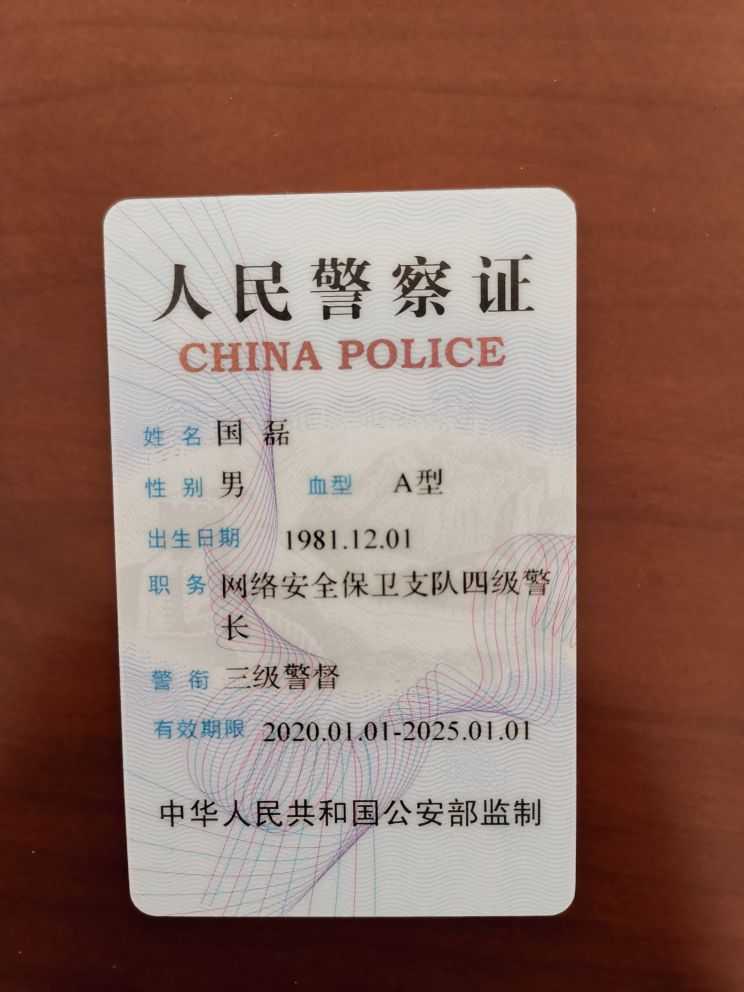 人民警察证
CHINA POLICE
姓名 国磊
性别 男 血型 A型
出生日期 1981.12.01
职务 网络安全保卫支队四级警
长
警衔 三级警督
有效期限 2020.01.01-2025.01.01
中华人民共和国公安部监制